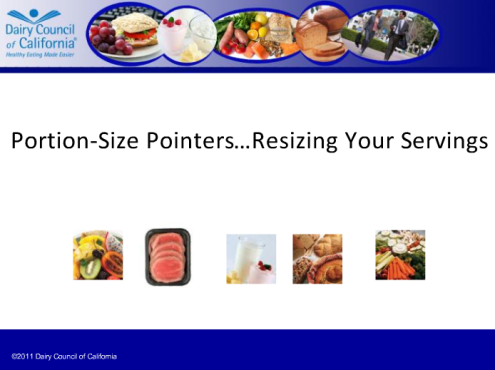 Dairy Council
of California®
Healthy Eating Made Easier
Portion-Size Pointers…Resizing Your Servings
©2011 Dairy Council of California